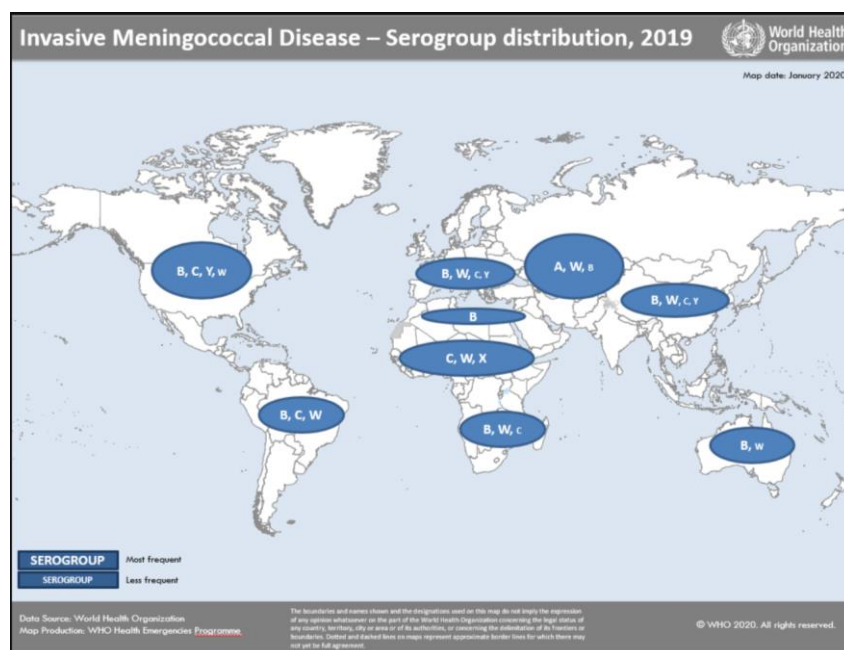 Invasive Meningococcal Disease – Serogroup distribution, 2019
World Health
Organization
Map date: January 2020
B, C, Y, W
B, W, C, Y
A, W, B
B, W, C, Y
B
C, W, X
B, C, W
B, W, C
B, W
SEROGROUP Most frequent
SEROGROUP Less frequent
Data Source: World Health Organization
Map Production: WHO Health Emergencies Programme
The boundaries and names shown and the designations used on this map do not imply the expression
of any opinion whatsoever on the part of the World Health Organization concerning the legal status of
any country, territory, city or area or of its authorities, or concerning the delimitation of its frontiers or
boundaries. Dotted and dashed lines on maps represent approximate border lines for which there may
not yet be full agreement.
© WHO 2020. All rights reserved.